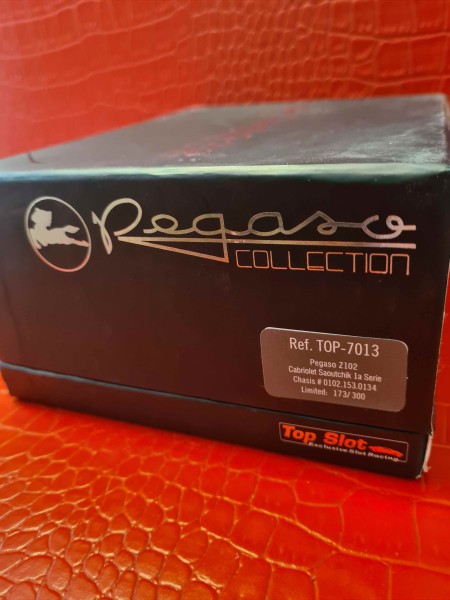 Pegaso
COLLECTION
Ref. TOP-7013
Pegaso Z102
Cabriolet Saoutchik 1a Serie
Chasis # 0102.153.0134
Limited: 173/300
Top Slot
Exclusive Slot Racing